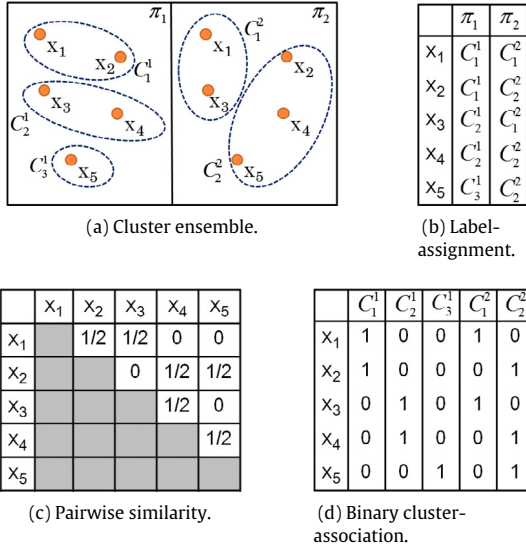 π₁ π₂
x₁ x₂ C₁¹ x₃ x₄ C₂¹ x₅ C₃¹
C₁² x₁ x₂ x₃ x₄ x₅ C₂²
(a) Cluster ensemble.
π₁ π₂
x₁ C₁¹ C₁²
x₂ C₁¹ C₂²
x₃ C₂¹ C₁²
x₄ C₂¹ C₂²
x₅ C₃¹ C₂²
(b) Label-
assignment.
x₁ x₂ x₃ x₄ x₅
x₁ 1/2 1/2 0 0
x₂ 0 1/2 1/2
x₃ 1/2 0
x₄ 1/2
x₅
(c) Pairwise similarity.
C₁¹ C₂¹ C₃¹ C₁² C₂²
x₁ 1 0 0 1 0
x₂ 1 0 0 0 1
x₃ 0 1 0 1 0
x₄ 0 1 0 0 1
x₅ 0 0 1 0 1
(d) Binary cluster-
association.